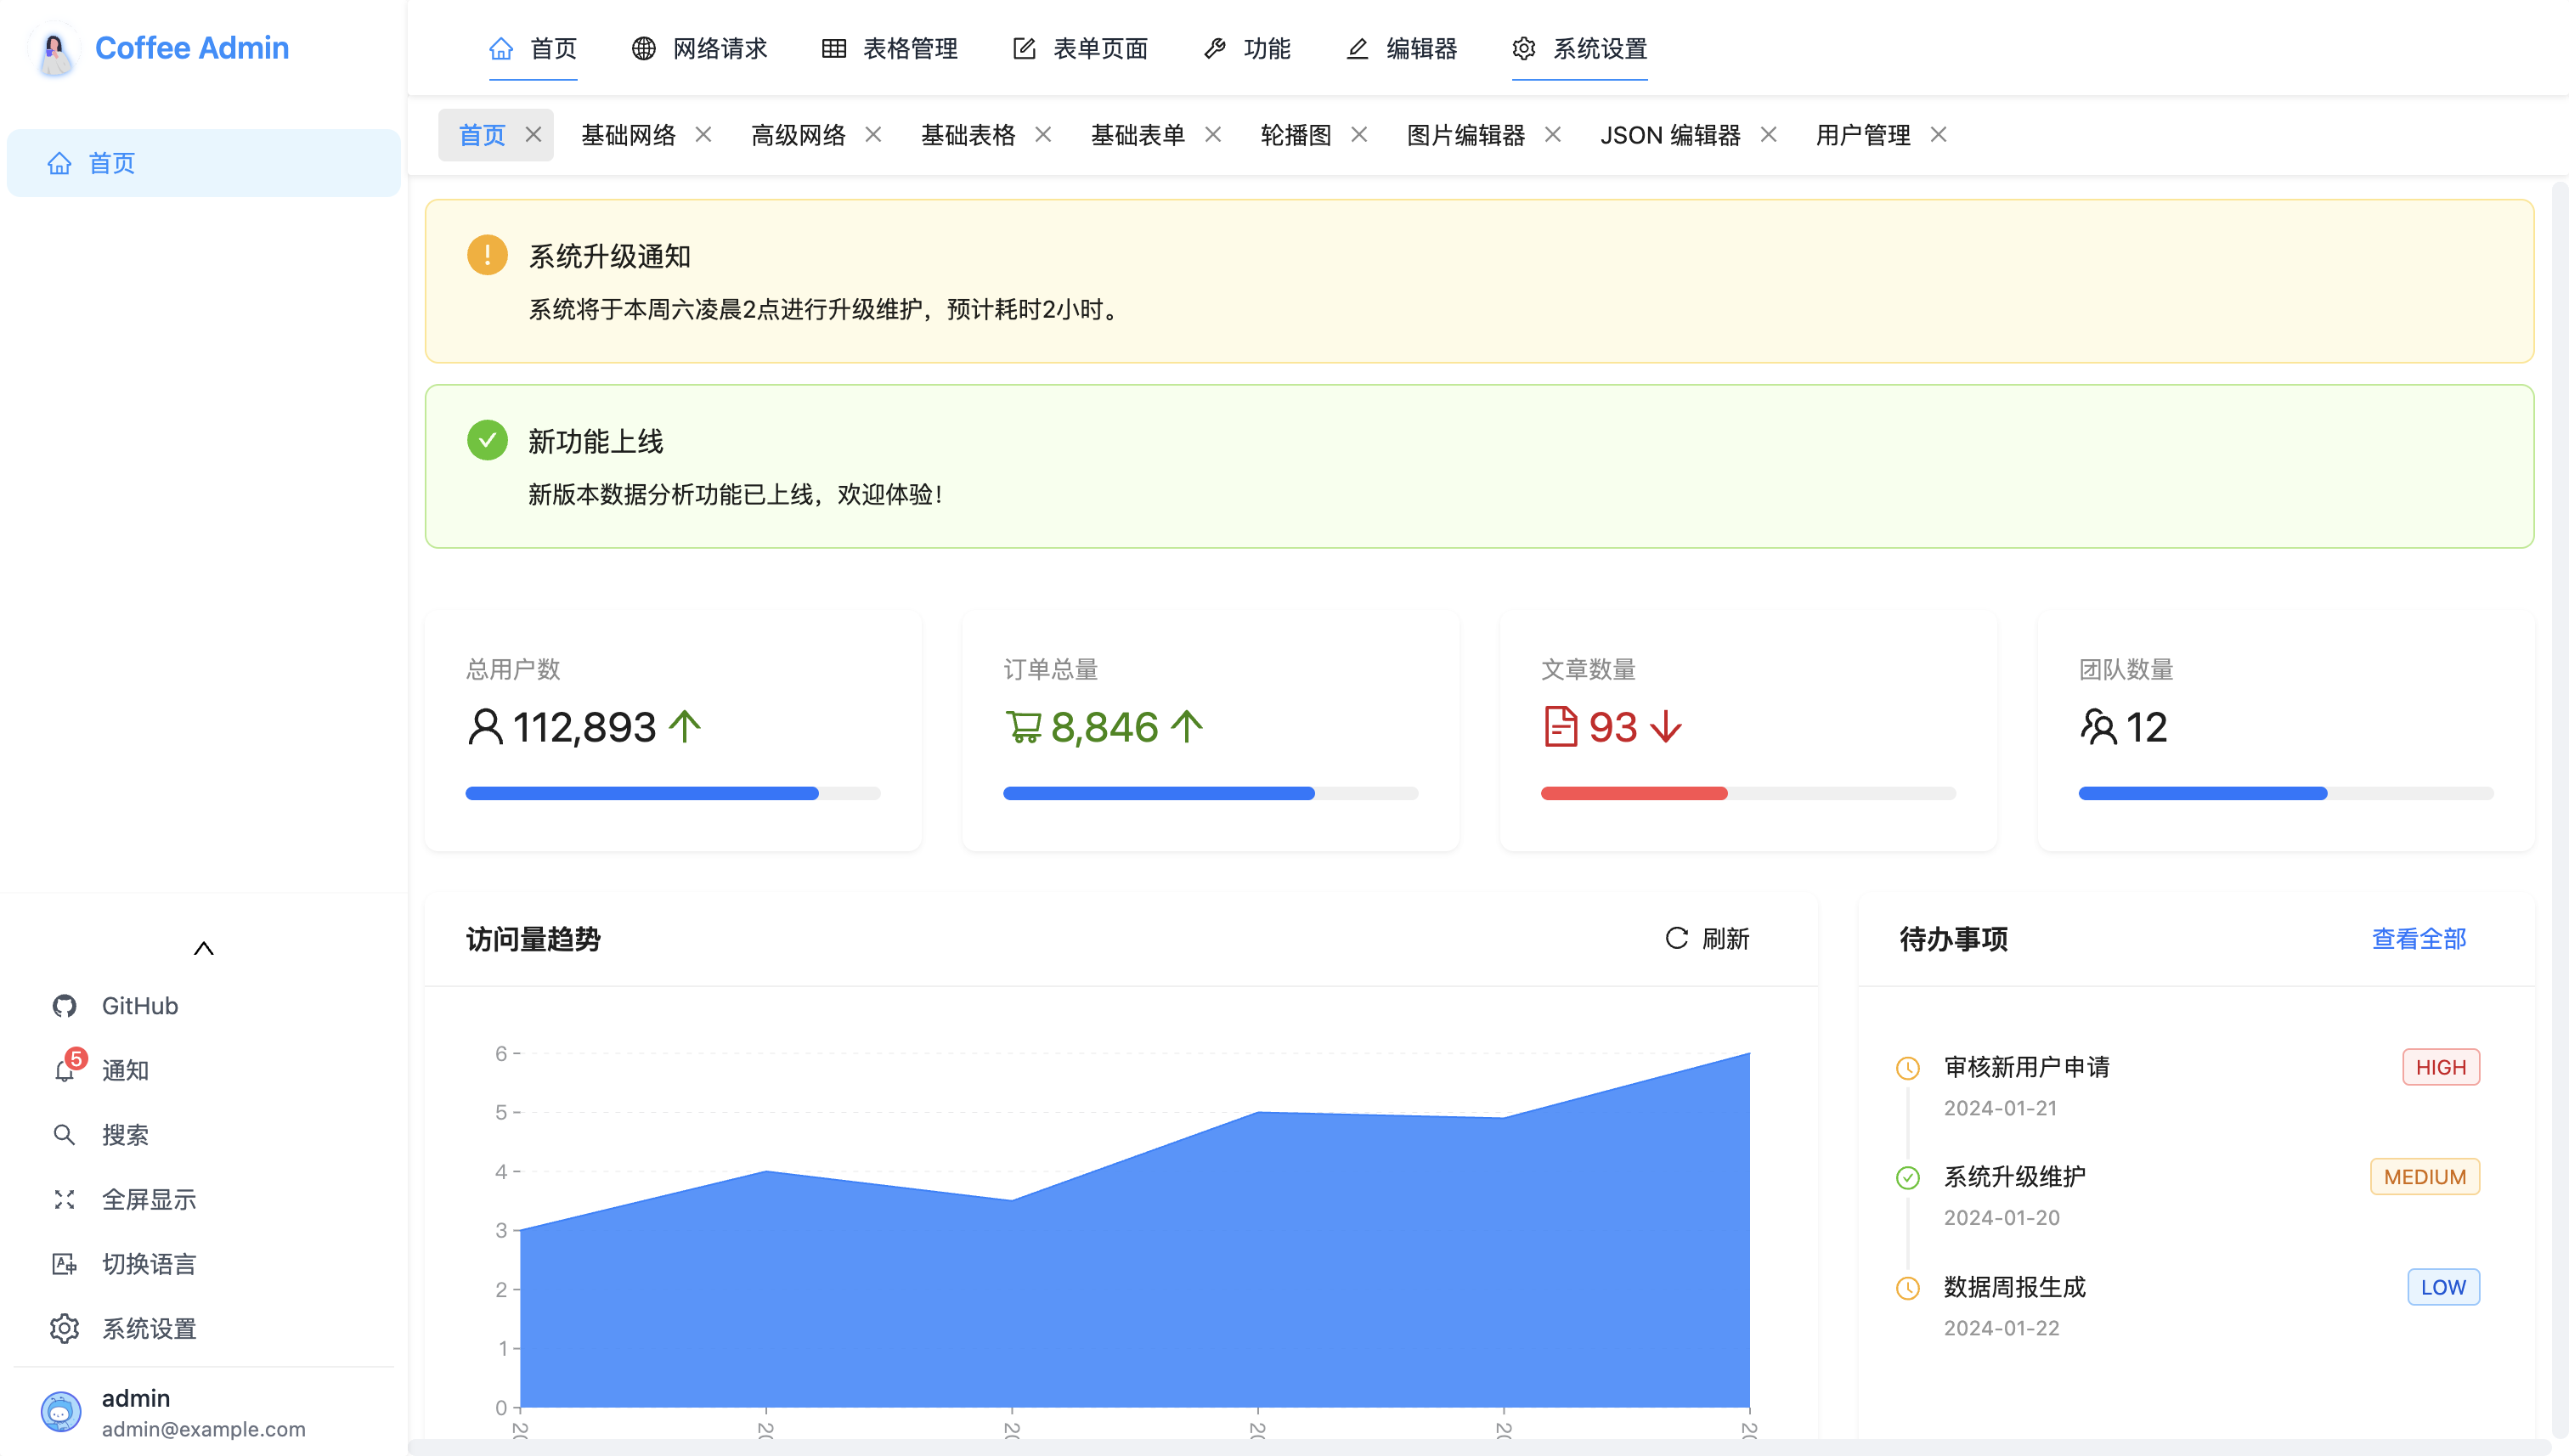 Coffee Admin
首页
网络请求
表格管理
表单页面
功能
编辑器
系统设置
首页
首页
基础网络
高级网络
基础表格
基础表单
轮播图
图片编辑器
JSON 编辑器
用户管理
系统升级通知
系统将于本周六凌晨2点进行升级维护，预计耗时2小时。
新功能上线
新版本数据分析功能已上线，欢迎体验！
总用户数
112,893
订单总量
8,846
文章数量
93
团队数量
12
访问量趋势
刷新
6
5
4
3
2
1
0
待办事项
查看全部
审核新用户申请
HIGH
2024-01-21
系统升级维护
MEDIUM
2024-01-20
数据周报生成
LOW
2024-01-22
GitHub
5
通知
搜索
全屏显示
切换语言
系统设置
admin
admin@example.com